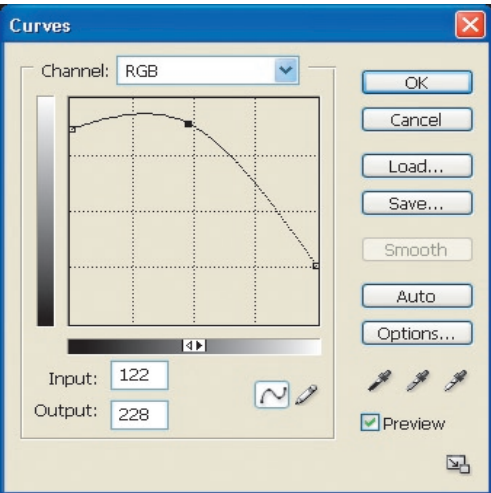 Curves
Channel: RGB
OK
Cancel
Load...
Save...
Smooth
Auto
Options...
Input: 122
Output: 228
Preview